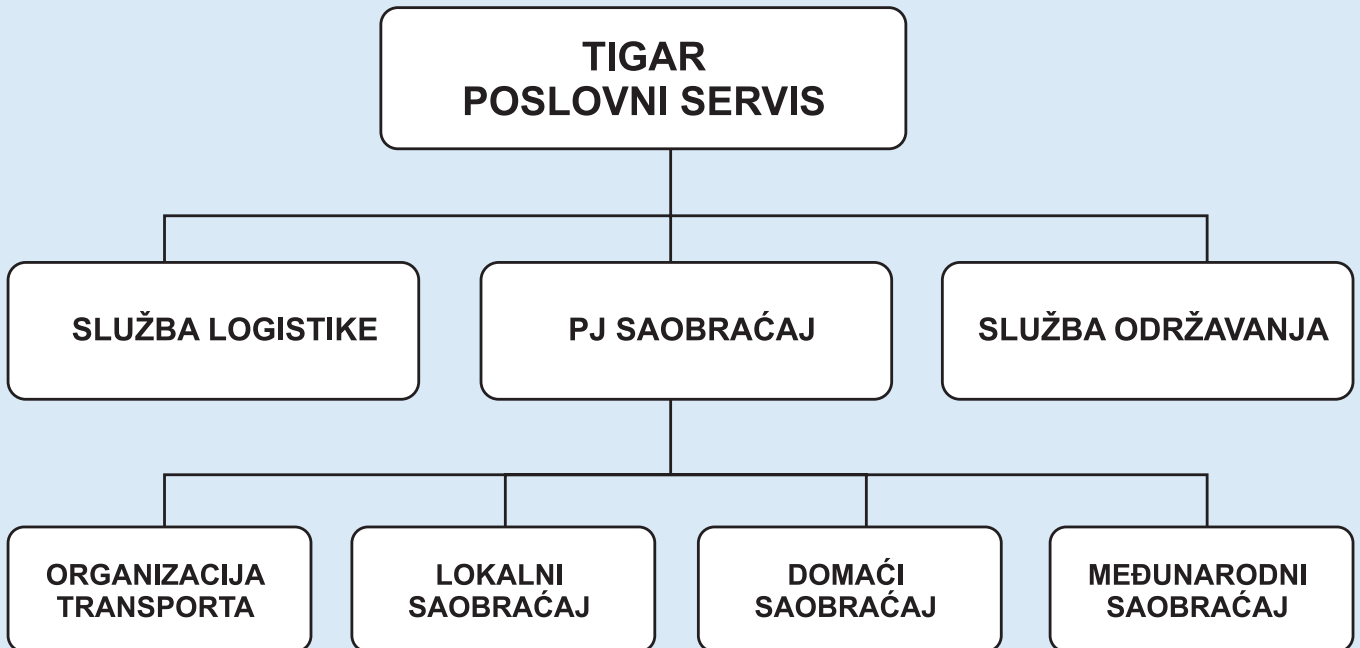 TIGAR
POSLOVNI SERVIS
SLUŽBA LOGISTIKE
PJ SAOBRAĆAJ
SLUŽBA ODRŽAVANJA
ORGANIZACIJA
TRANSPORTA
LOKALNI
SAOBRAĆAJ
DOMAĆI
SAOBRAĆAJ
MEĐUNARODNI
SAOBRAĆAJ